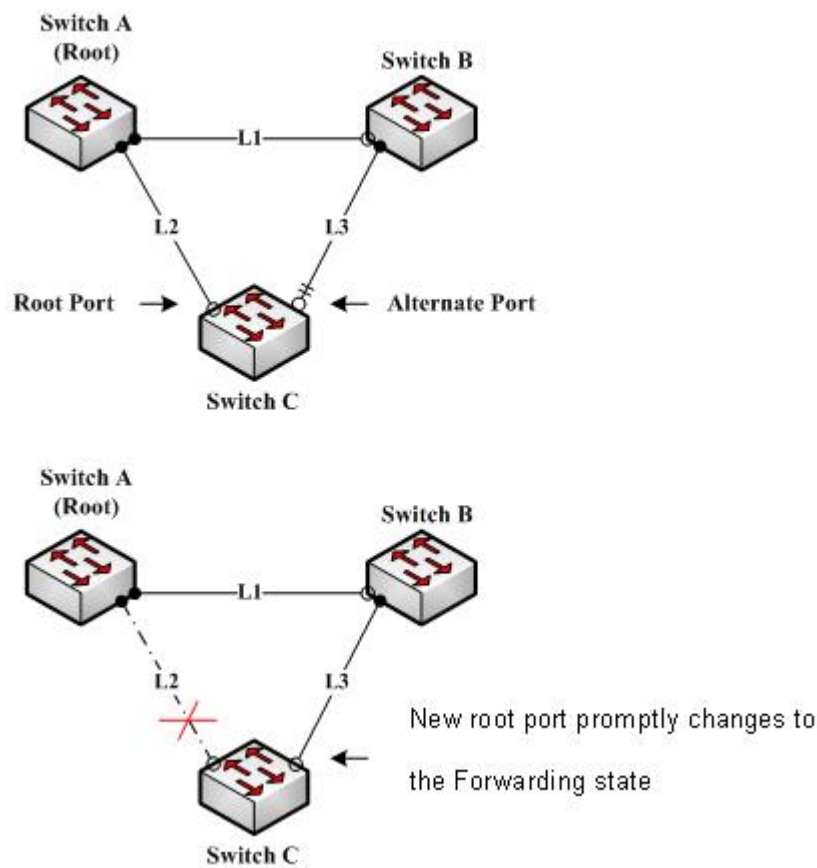 Switch A
(Root)
Switch B
L1
L2
L3
Root Port
Alternate Port
Switch C
Switch A
(Root)
Switch B
L1
L2
L3
New root port promptly changes to
the Forwarding state
Switch C